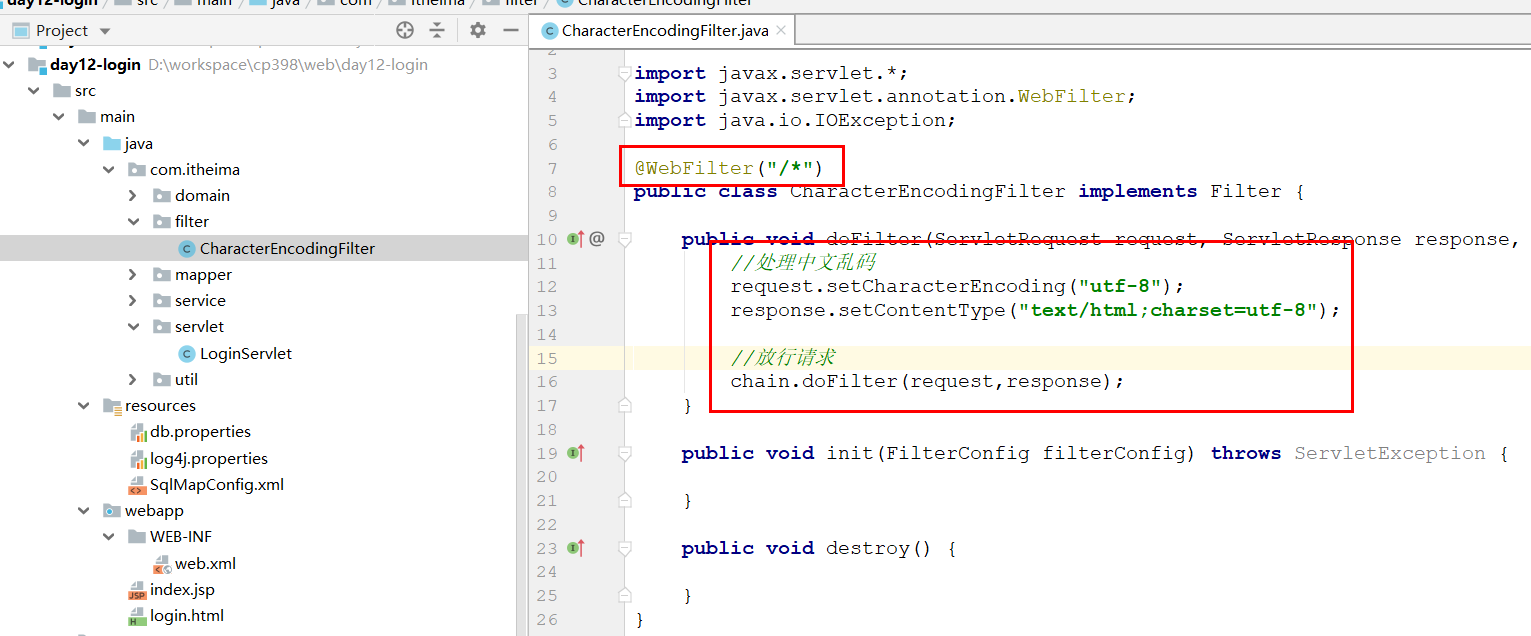 day12-login / src / main / java / com / itheima / filter / CharacterEncodingFilter
Project
CharacterEncodingFilter.java
day12-login D:\workspace\cp398\web\day12-login
src
main
java
com.itheima
domain
filter
CharacterEncodingFilter
mapper
service
servlet
LoginServlet
util
resources
db.properties
log4j.properties
SqlMapConfig.xml
webapp
WEB-INF
web.xml
index.jsp
login.html
2
3 import javax.servlet.*;
4 import javax.servlet.annotation.WebFilter;
5 import java.io.IOException;
6
7 @WebFilter("/*")
8 public class CharacterEncodingFilter implements Filter {
9
10 public void doFilter(ServletRequest request, ServletResponse response,
11 //处理中文乱码
12 request.setCharacterEncoding("utf-8");
13 response.setContentType("text/html;charset=utf-8");
14
15 //放行请求
16 chain.doFilter(request,response);
17 }
18
19 public void init(FilterConfig filterConfig) throws ServletException {
20
21 }
22
23 public void destroy() {
24
25 }
26 }